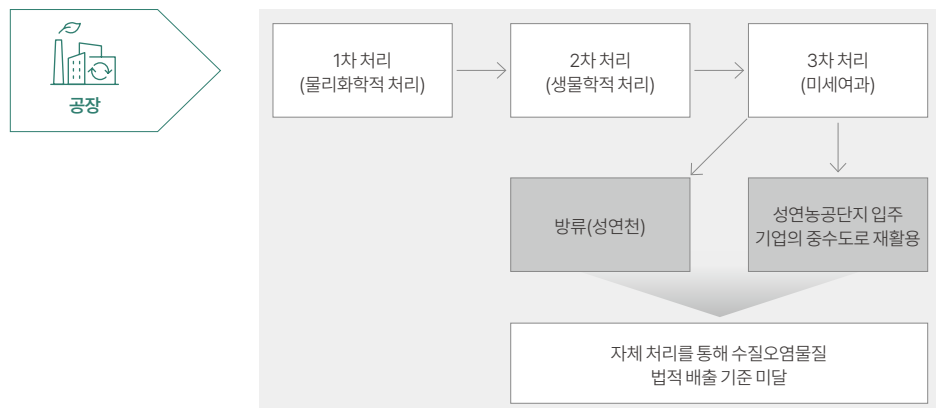 공장
1차 처리
(물리화학적 처리)
2차 처리
(생물학적 처리)
3차 처리
(미세여과)
방류(성연천)
성연농공단지 입주
기업의 중수도로 재활용
자체 처리를 통해 수질오염물질
법적 배출 기준 미달